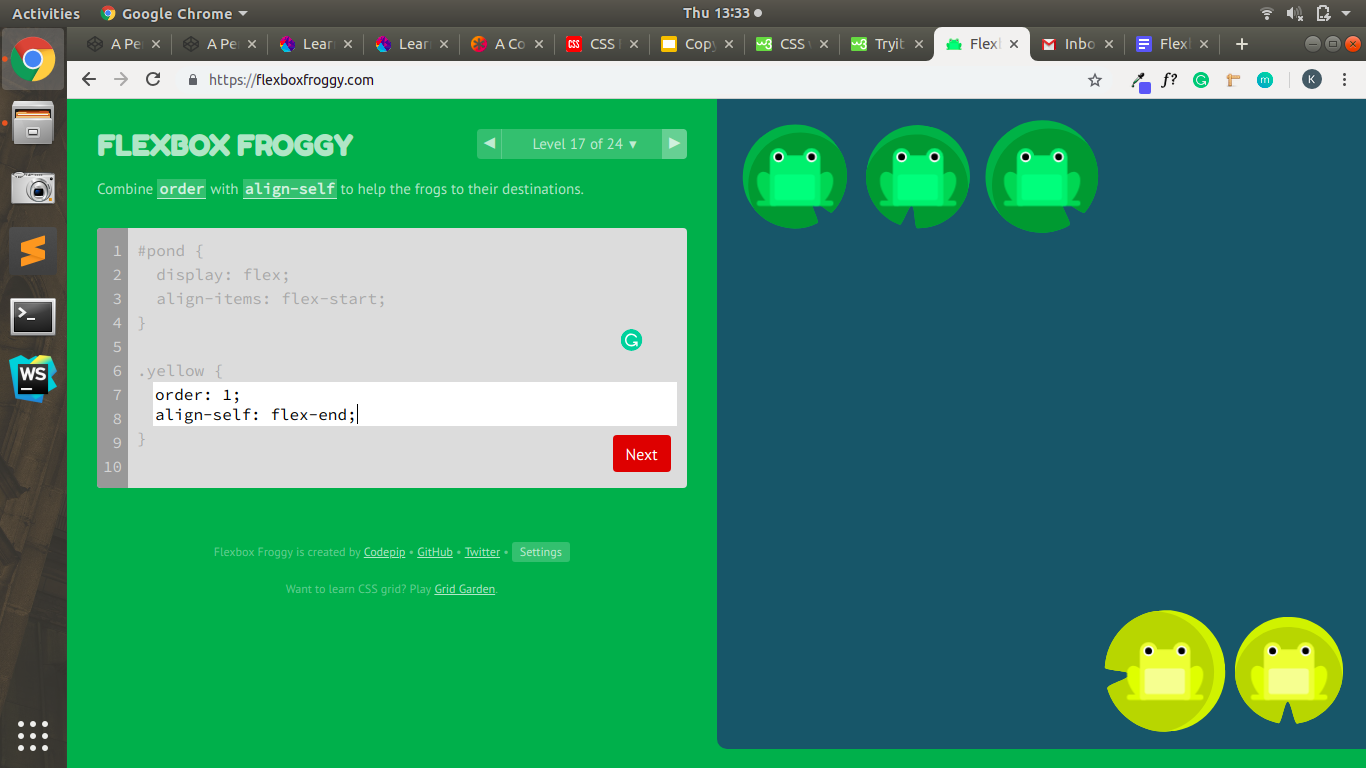 Activities Google Chrome ▾ Thu 13:33
A Pe × A Pe × Lear × Lear × A Co × CSS × Copy × CSS v × Tryit × Flex × Inbo × Flex × +
https://flexboxfroggy.com f? K
FLEXBOX FROGGY
◀ Level 17 of 24 ▾ ▶
Combine order with align-self to help the frogs to their destinations.
1 #pond {
2 display: flex;
3 align-items: flex-start;
4 }
5
6 .yellow {
7 order: 1;
8 align-self: flex-end;
9 }
10
Next
Flexbox Froggy is created by Codepip • GitHub • Twitter • Settings
Want to learn CSS grid? Play Grid Garden.
WS